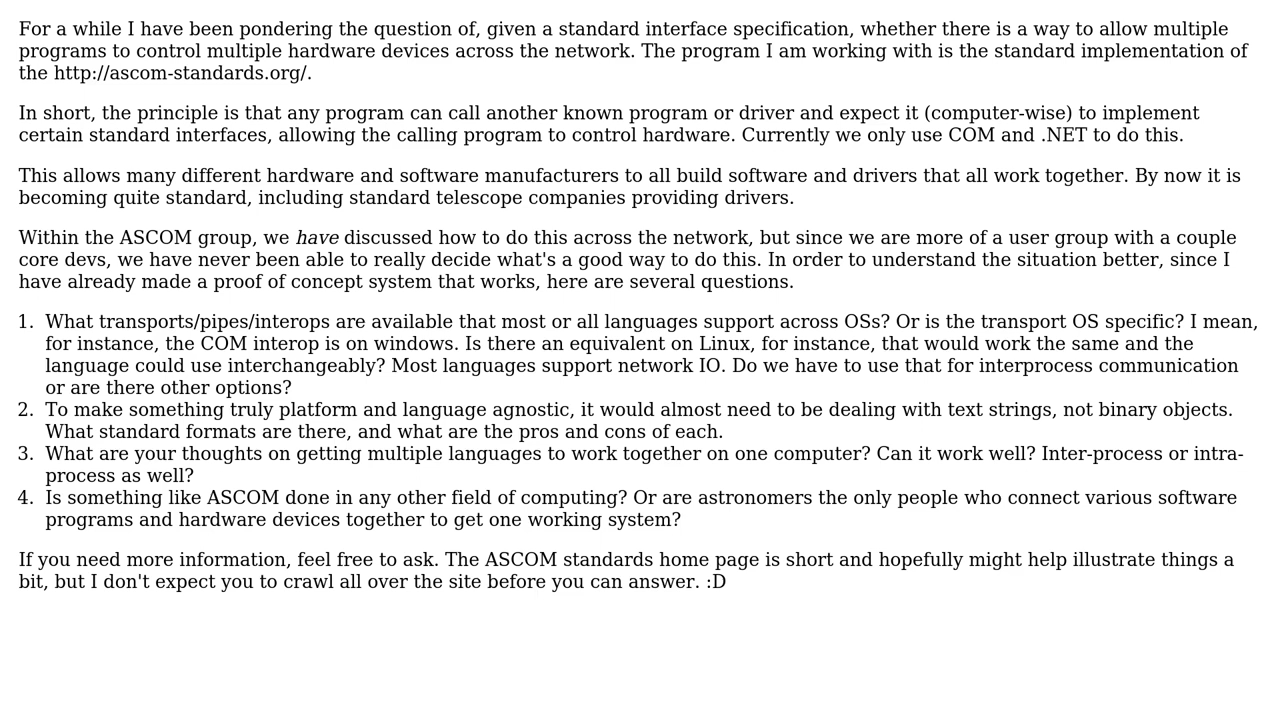 For a while I have been pondering the question of, given a standard interface specification, whether there is a way to allow multiple
programs to control multiple hardware devices across the network. The program I am working with is the standard implementation of
the http://ascom-standards.org/.
In short, the principle is that any program can call another known program or driver and expect it (computer-wise) to implement
certain standard interfaces, allowing the calling program to control hardware. Currently we only use COM and .NET to do this.
This allows many different hardware and software manufacturers to all build software and drivers that all work together. By now it is
becoming quite standard, including standard telescope companies providing drivers.
Within the ASCOM group, we have discussed how to do this across the network, but since we are more of a user group with a couple
core devs, we have never been able to really decide what's a good way to do this. In order to understand the situation better, since I
have already made a proof of concept system that works, here are several questions.
1. What transports/pipes/interops are available that most or all languages support across OSs? Or is the transport OS specific? I mean,
for instance, the COM interop is on windows. Is there an equivalent on Linux, for instance, that would work the same and the
language could use interchangeably? Most languages support network IO. Do we have to use that for interprocess communication
or are there other options?
2. To make something truly platform and language agnostic, it would almost need to be dealing with text strings, not binary objects.
What standard formats are there, and what are the pros and cons of each.
3. What are your thoughts on getting multiple languages to work together on one computer? Can it work well? Inter-process or intra-
process as well?
4. Is something like ASCOM done in any other field of computing? Or are astronomers the only people who connect various software
programs and hardware devices together to get one working system?
If you need more information, feel free to ask. The ASCOM standards home page is short and hopefully might help illustrate things a
bit, but I don't expect you to crawl all over the site before you can answer. :D